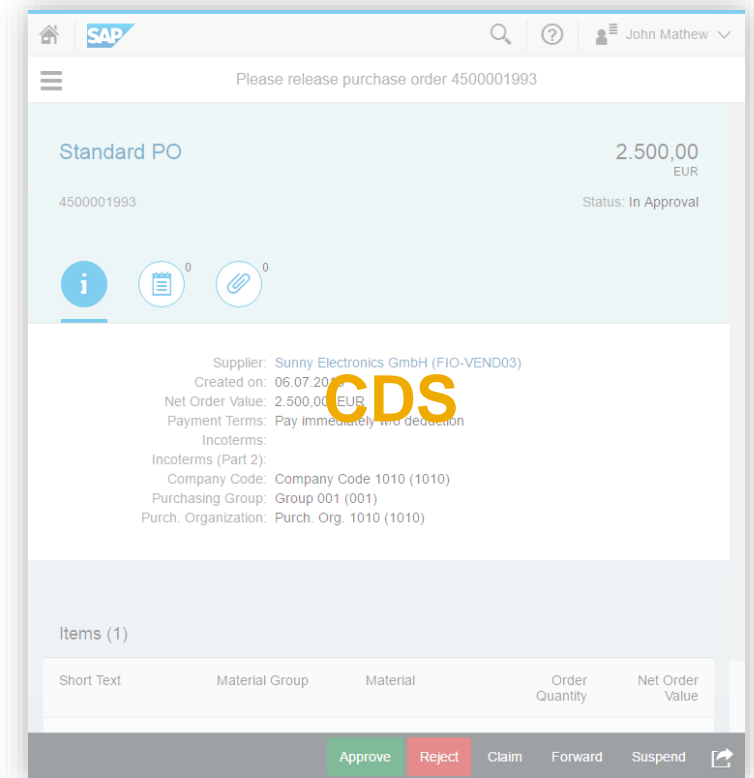 SAP
John Mathew
Please release purchase order 4500001993
Standard PO
2.500,00
EUR
4500001993
Status: In Approval
i
0
0
Supplier: Sunny Electronics GmbH (FIO-VEND03)
Created on: 06.07.20
Net Order Value: 2.500,00 EUR
Payment Terms: Pay immediately w/o deduction
CDS
Incoterms:
Incoterms (Part 2):
Company Code: Company Code 1010 (1010)
Purchasing Group: Group 001 (001)
Purch. Organization: Purch. Org. 1010 (1010)
Items (1)
Short Text Material Group Material Order Quantity Net Order Value
Approve Reject Claim Forward Suspend